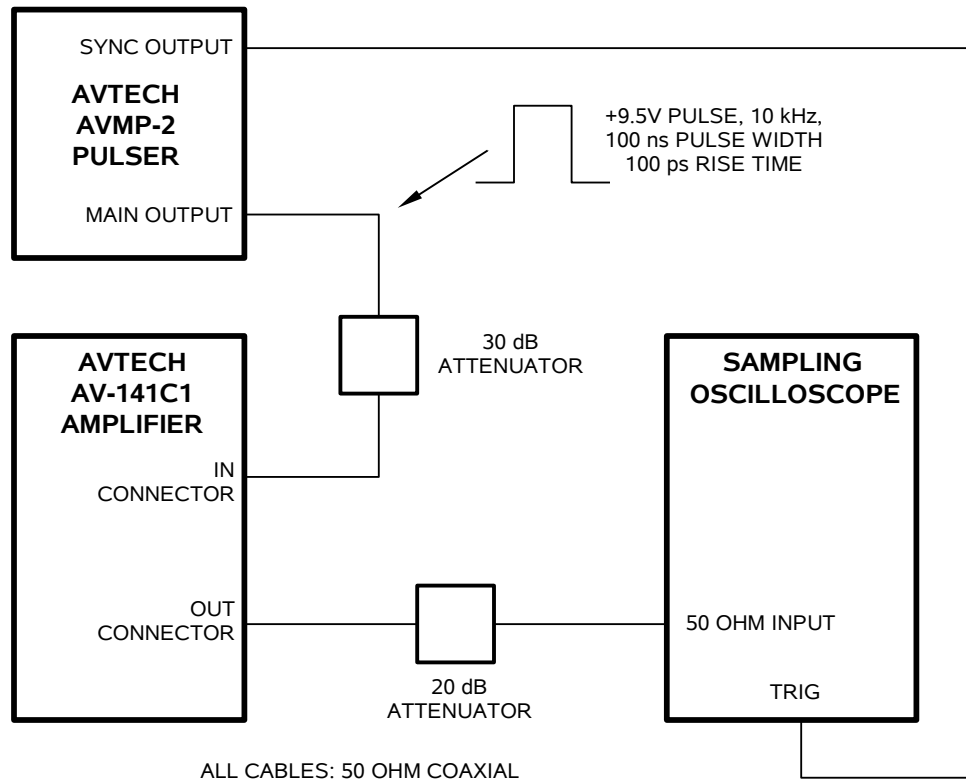 SYNC OUTPUT
AVTECH
AVMP-2
PULSER
MAIN OUTPUT
+9.5V PULSE, 10 kHz,
100 ns PULSE WIDTH
100 ps RISE TIME
30 dB
ATTENUATOR
AVTECH
AV-141C1
AMPLIFIER
IN
CONNECTOR
OUT
CONNECTOR
20 dB
ATTENUATOR
SAMPLING
OSCILLOSCOPE
50 OHM INPUT
TRIG
ALL CABLES: 50 OHM COAXIAL